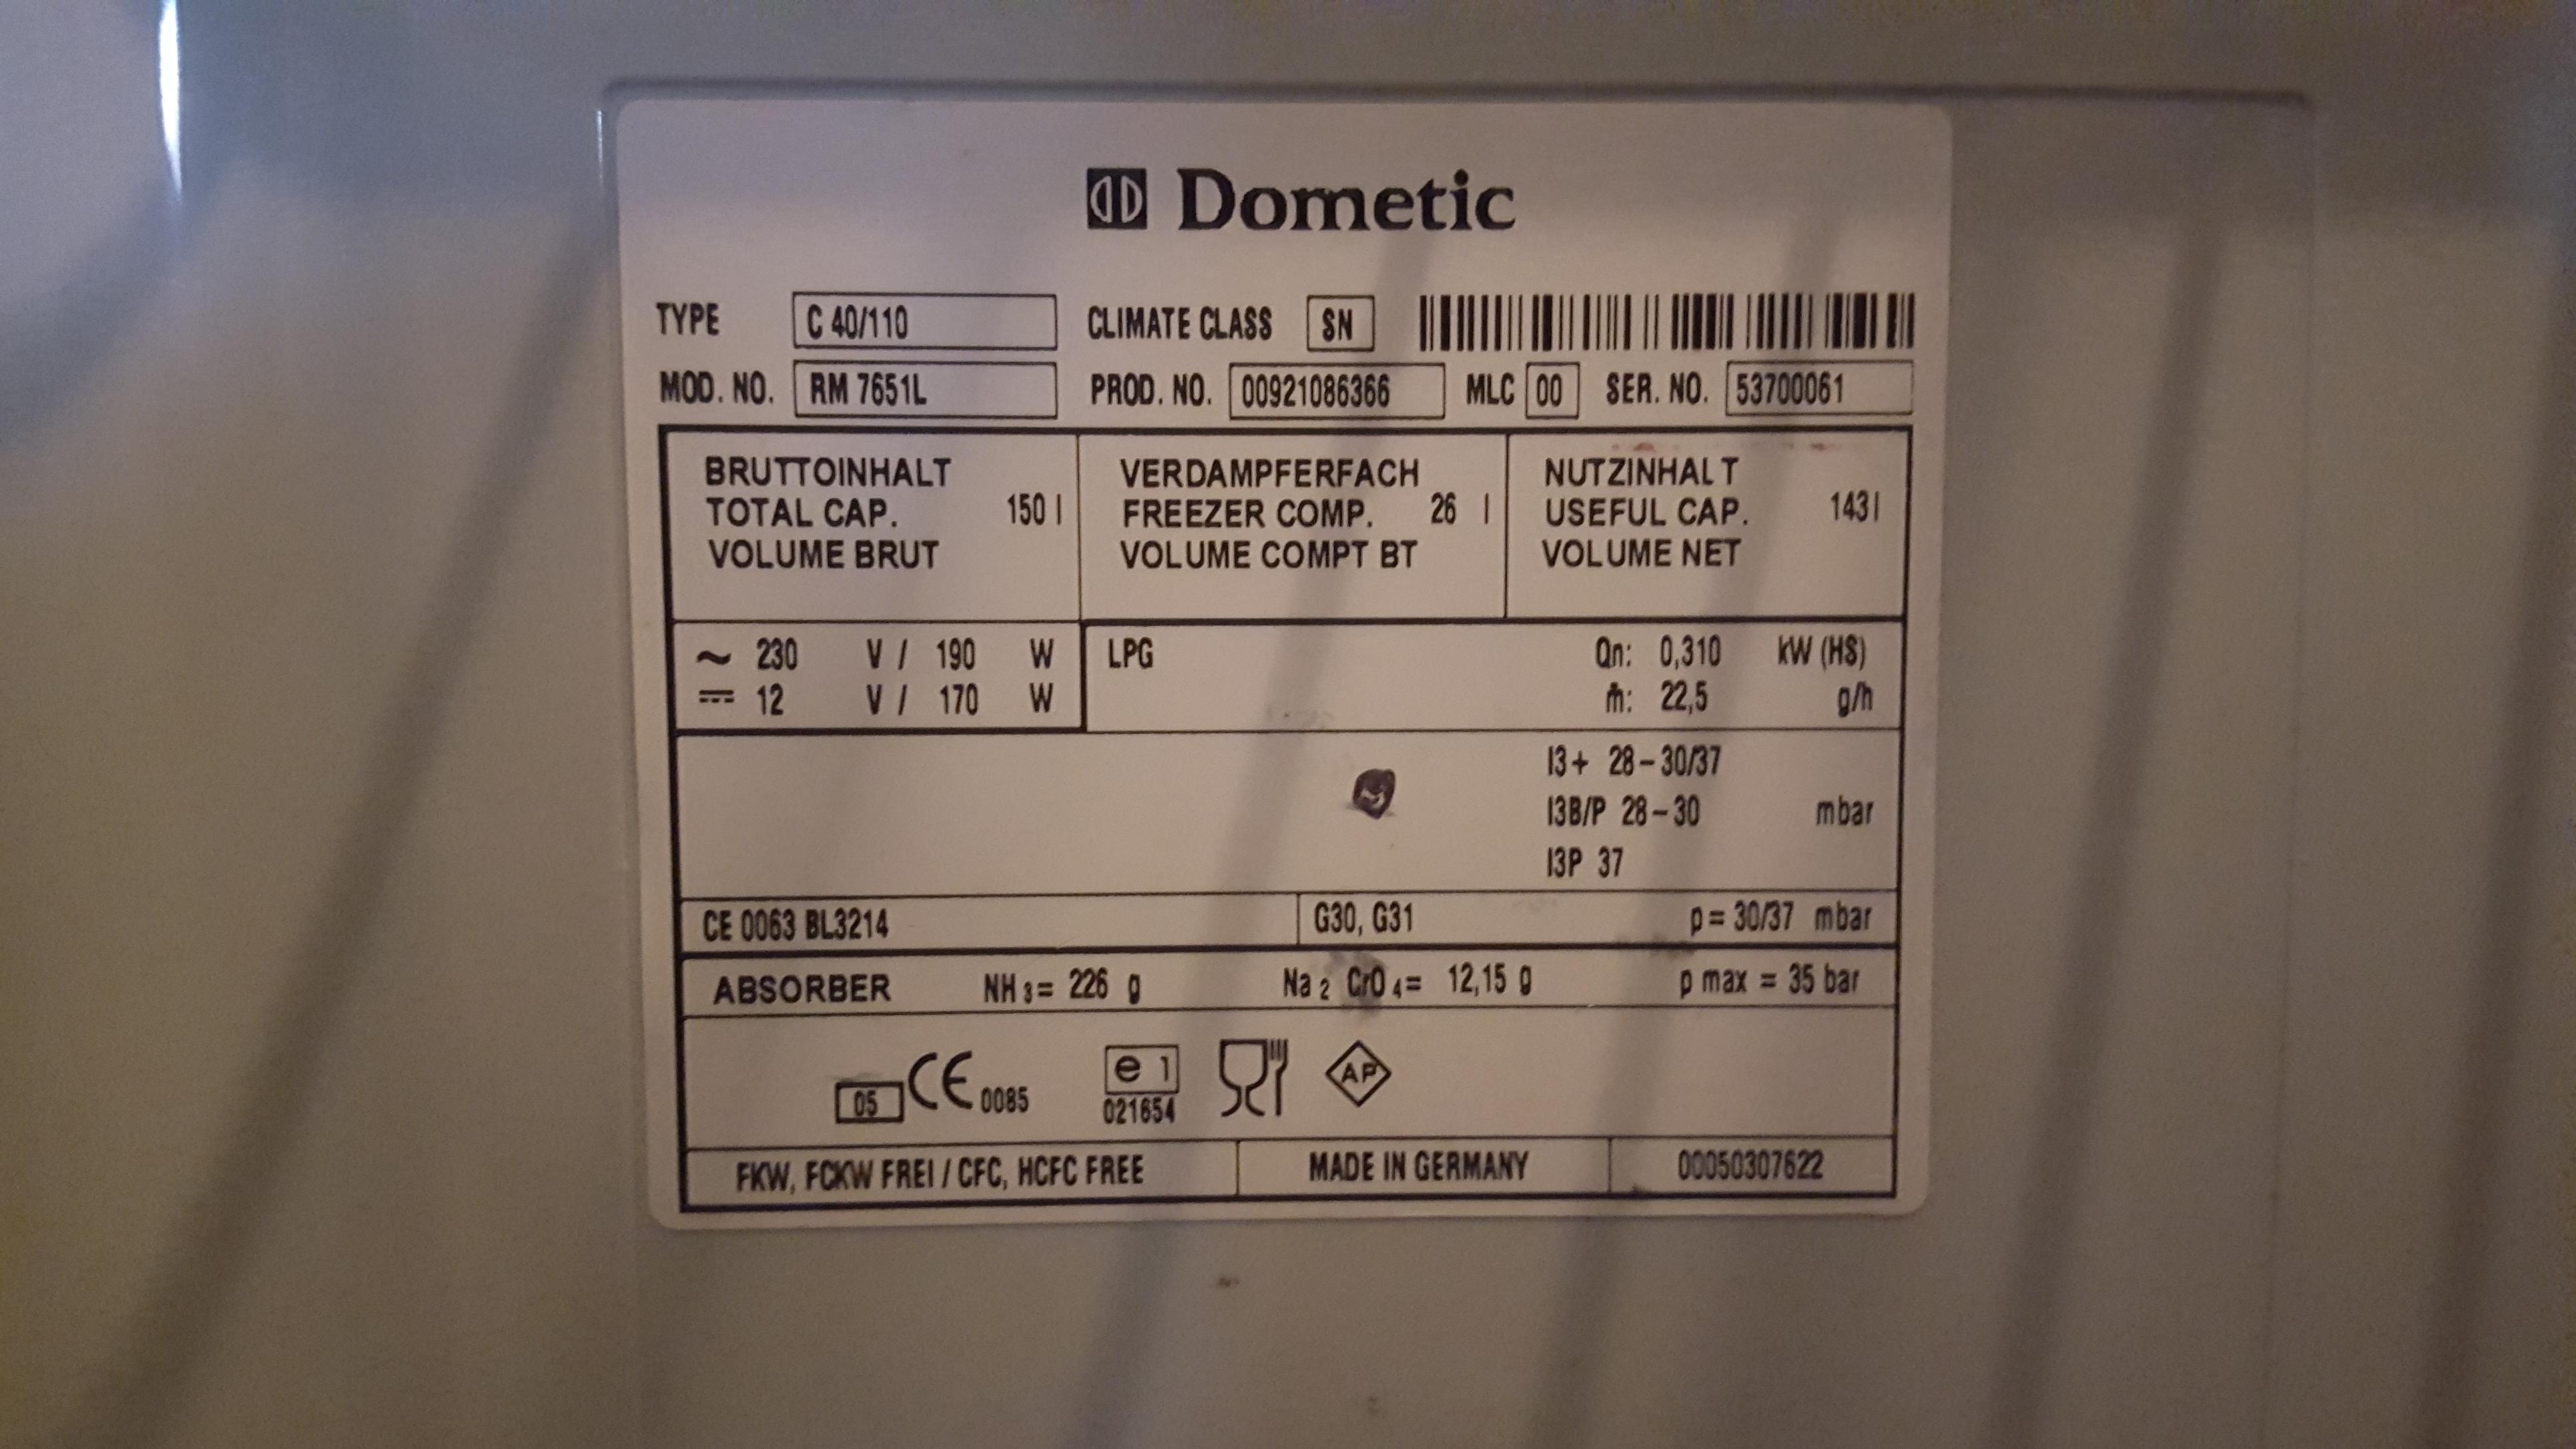 Dometic
TYPE C 40/110 CLIMATE CLASS SN
MOD. NO. RM 7651L PROD. NO. 00921086366 MLC 00 SER. NO. 53700061
BRUTTOINHALT
TOTAL CAP. 150 l
VOLUME BRUT
VERDAMPFERFACH
FREEZER COMP. 26 l
VOLUME COMPT BT
NUTZINHALT
USEFUL CAP. 143 l
VOLUME NET
~ 230 V / 190 W
⎓ 12 V / 170 W
LPG Qn: 0,310 kW (HS)
ṁ: 22,5 g/h
I3+ 28-30/37
I3B/P 28-30 mbar
I3P 37
CE 0063 BL3214 G30, G31 p = 30/37 mbar
ABSORBER NH₃ = 226 g Na₂ CrO₄ = 12,15 g p max = 35 bar
05 CE 0085 e1 AP
021654
FKW, FCKW FREI / CFC, HCFC FREE MADE IN GERMANY 00050307622